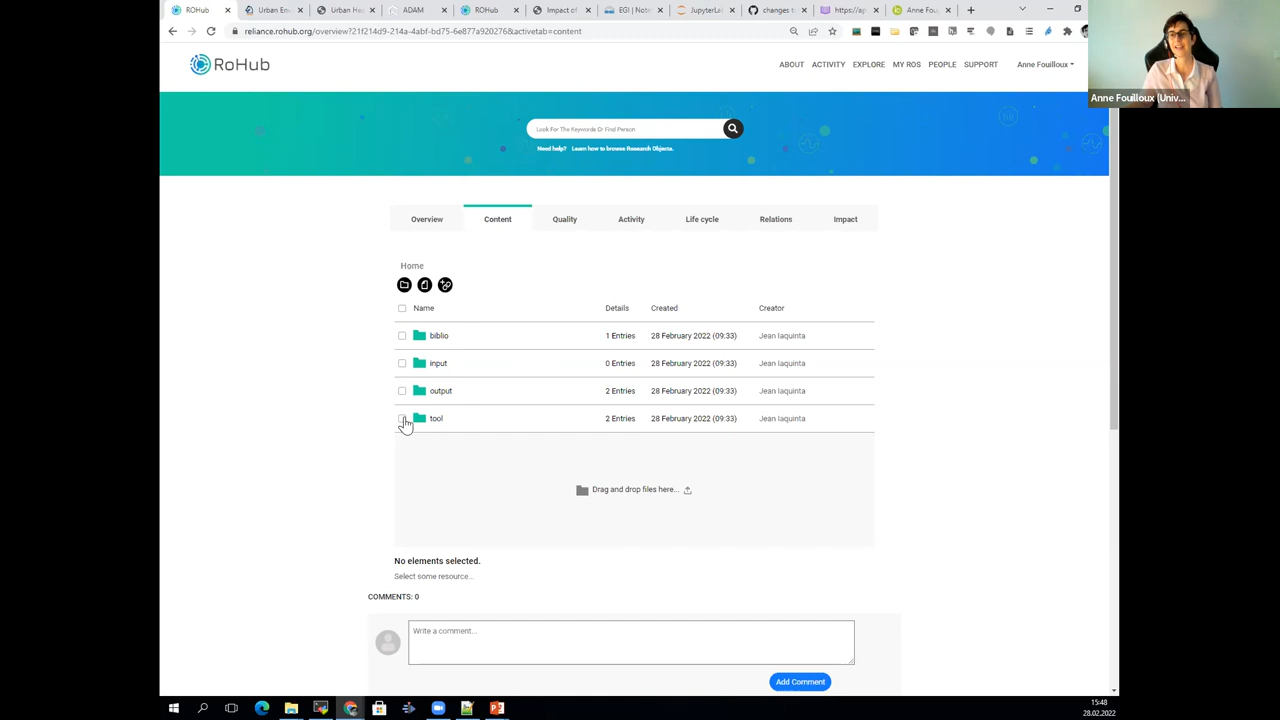 ROHub
Urban En
Urban He
ADAM
ROHub
Impact of
EGI | Not
JupyterLe
changes t
https://ap
Anne Fou
reliance.rohub.org/overview?21f214d9-214a-4abf-bd75-6e877a920276&activetab=content
RoHub
ABOUT ACTIVITY EXPLORE MY ROS PEOPLE SUPPORT Anne Fouilloux
Anne Fouilloux (Univ...
Look For The Keywords Or Find Person
Need help? Learn how to browse Research Objects.
Overview Content Quality Activity Life cycle Relations Impact
Home
Name Details Created Creator
biblio 1 Entries 28 February 2022 (09:33) Jean Iaquinta
input 0 Entries 28 February 2022 (09:33) Jean Iaquinta
output 2 Entries 28 February 2022 (09:33) Jean Iaquinta
tool 2 Entries 28 February 2022 (09:33) Jean Iaquinta
Drag and drop files here...
No elements selected.
Select some resource...
COMMENTS: 0
Write a comment...
Add Comment
15:48
28.02.2022